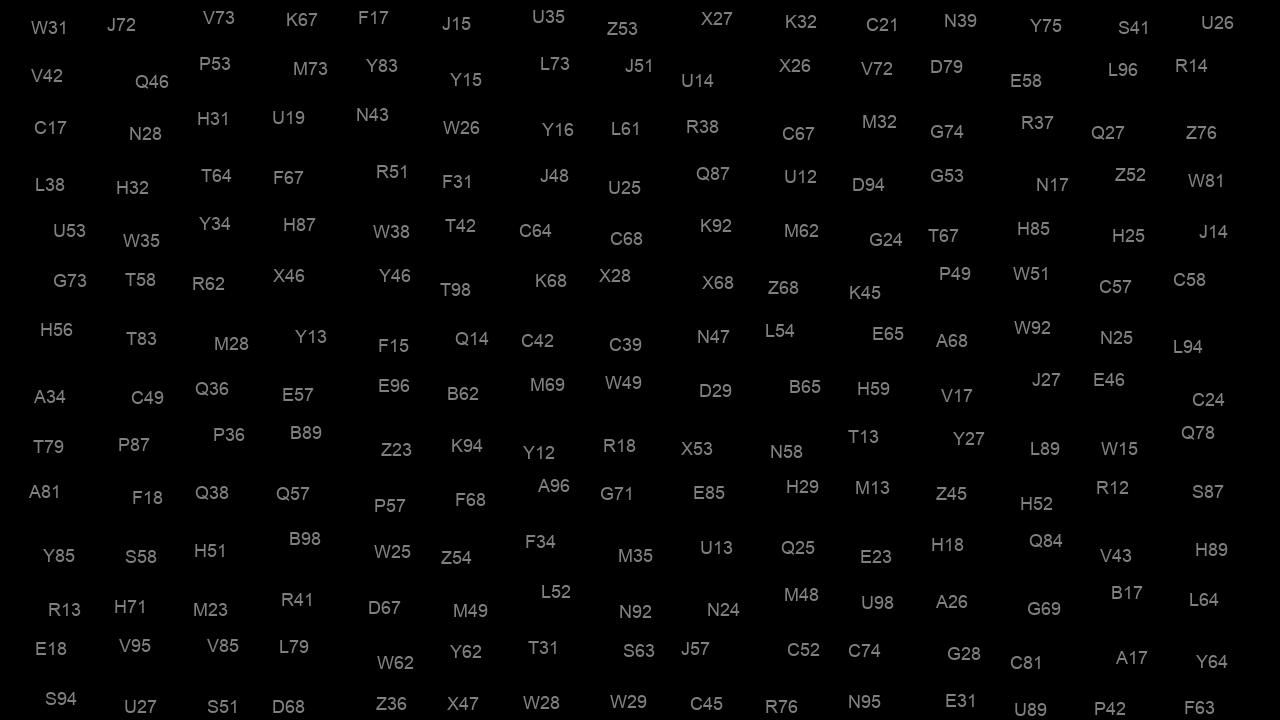 W31 J72 V73 K67 F17 J15 U35 Z53 X27 K32 C21 N39 Y75 S41 U26
V42 Q46 P53 M73 Y83 Y15 L73 J51 U14 X26 V72 D79 E58 L96 R14
C17 N28 H31 U19 N43 W26 Y16 L61 R38 C67 M32 G74 R37 Q27 Z76
L38 H32 T64 F67 R51 F31 J48 U25 Q87 U12 D94 G53 N17 Z52 W81
U53 W35 Y34 H87 W38 T42 C64 C68 K92 M62 G24 T67 H85 H25 J14
G73 T58 R62 X46 Y46 T98 K68 X28 X68 Z68 K45 P49 W51 C57 C58
H56 T83 M28 Y13 F15 Q14 C42 C39 N47 L54 E65 A68 W92 N25 L94
A34 C49 Q36 E57 E96 B62 M69 W49 D29 B65 H59 V17 J27 E46 C24
T79 P87 P36 B89 Z23 K94 Y12 R18 X53 N58 T13 Y27 L89 W15 Q78
A81 F18 Q38 Q57 P57 F68 A96 G71 E85 H29 M13 Z45 H52 R12 S87
Y85 S58 H51 B98 W25 Z54 F34 M35 U13 Q25 E23 H18 Q84 V43 H89
R13 H71 M23 R41 D67 M49 L52 N92 N24 M48 U98 A26 G69 B17 L64
E18 V95 V85 L79 W62 Y62 T31 S63 J57 C52 C74 G28 C81 A17 Y64
S94 U27 S51 D68 Z36 X47 W28 W29 C45 R76 N95 E31 U89 P42 F63